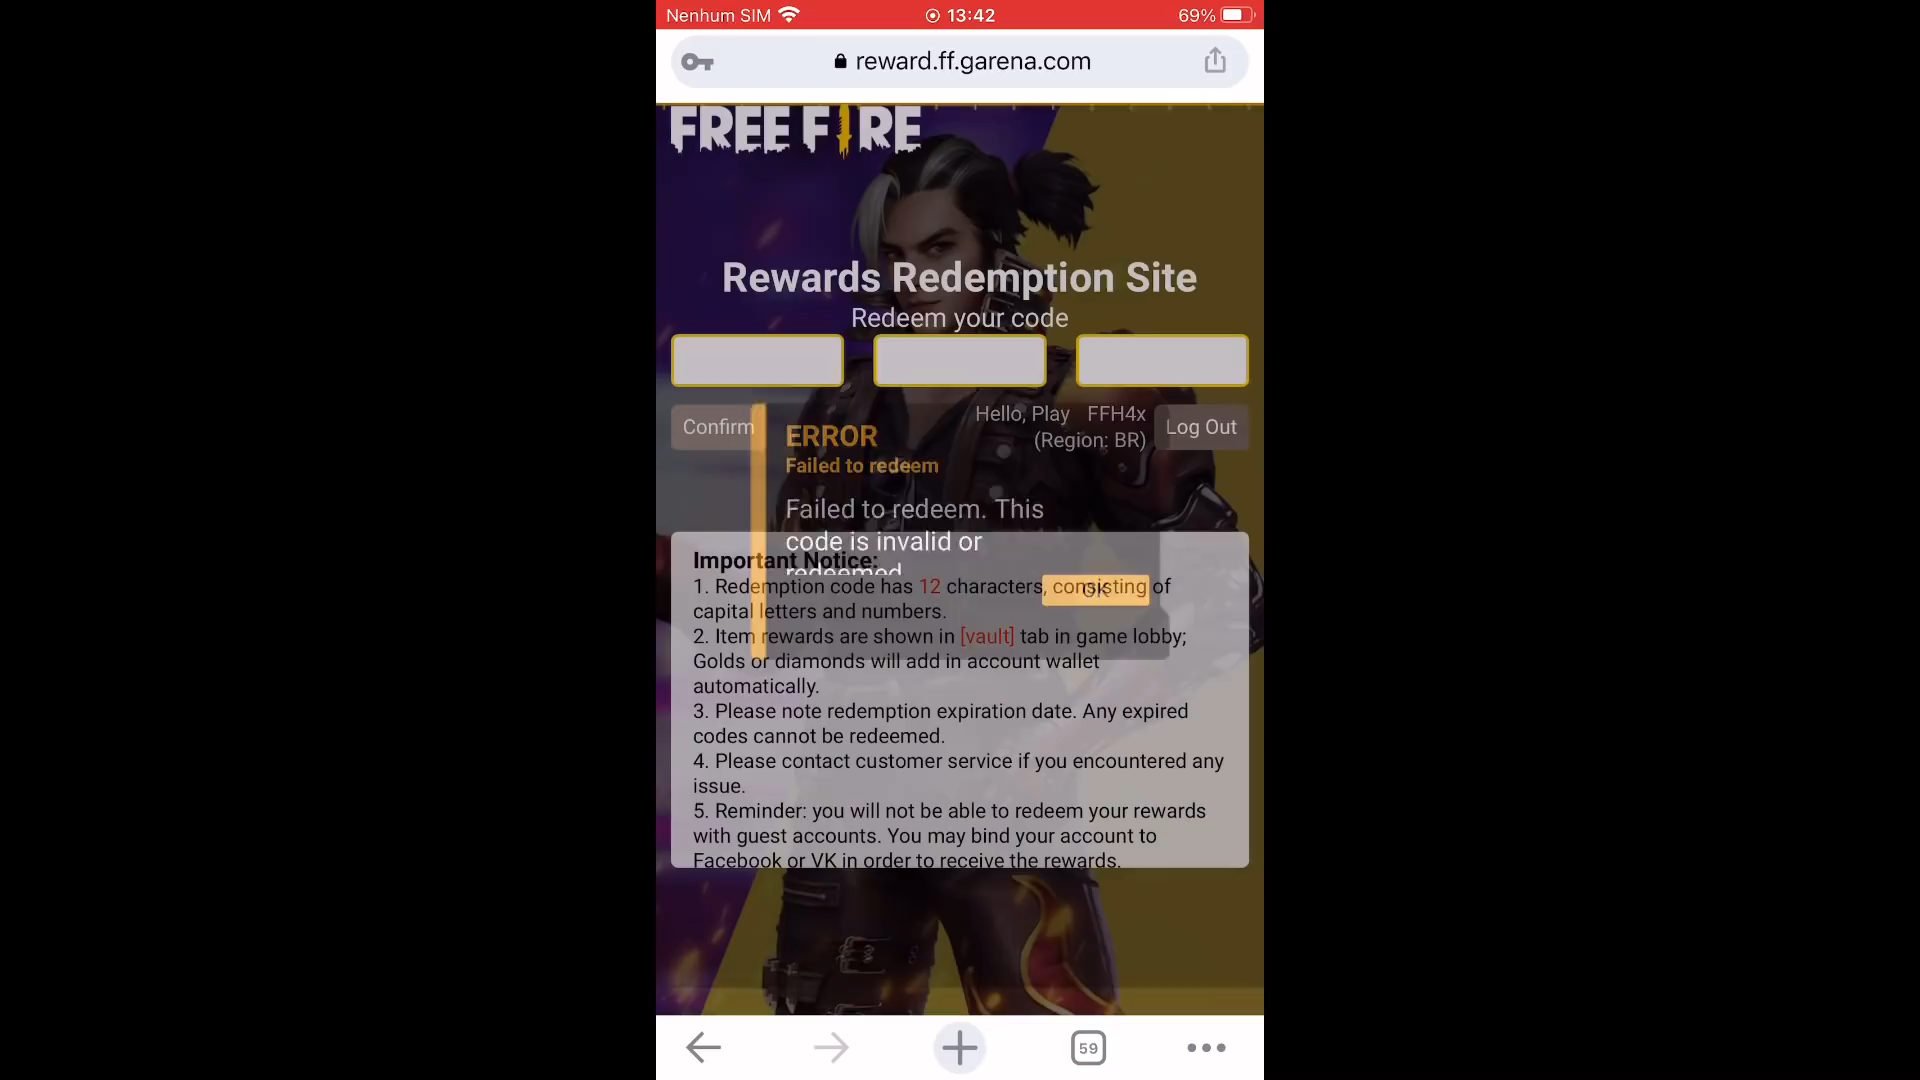 Nenhum SIM
13:42
69%
reward.ff.garena.com
FREE FIRE
Rewards Redemption Site
Redeem your code
Confirm
Hello, Play FFH4x
(Region: BR)
Log Out
ERROR
Failed to redeem
Failed to redeem. This
code is invalid or
redeemed
OK
Important Notice:
1. Redemption code has 12 characters, consisting of
capital letters and numbers.
2. Item rewards are shown in [vault] tab in game lobby;
Golds or diamonds will add in account wallet
automatically.
3. Please note redemption expiration date. Any expired
codes cannot be redeemed.
4. Please contact customer service if you encountered any
issue.
5. Reminder: you will not be able to redeem your rewards
with guest accounts. You may bind your account to
Facebook or VK in order to receive the rewards.
59